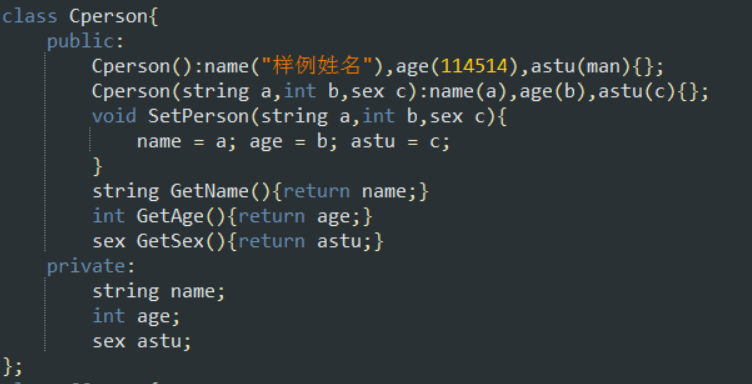 class Cperson{
public:
Cperson():name("样例姓名"),age(114514),astu(man){};
Cperson(string a,int b,sex c):name(a),age(b),astu(c){};
void SetPerson(string a,int b,sex c){
name = a; age = b; astu = c;
}
string GetName(){return name;}
int GetAge(){return age;}
sex GetSex(){return astu;}
private:
string name;
int age;
sex astu;
};